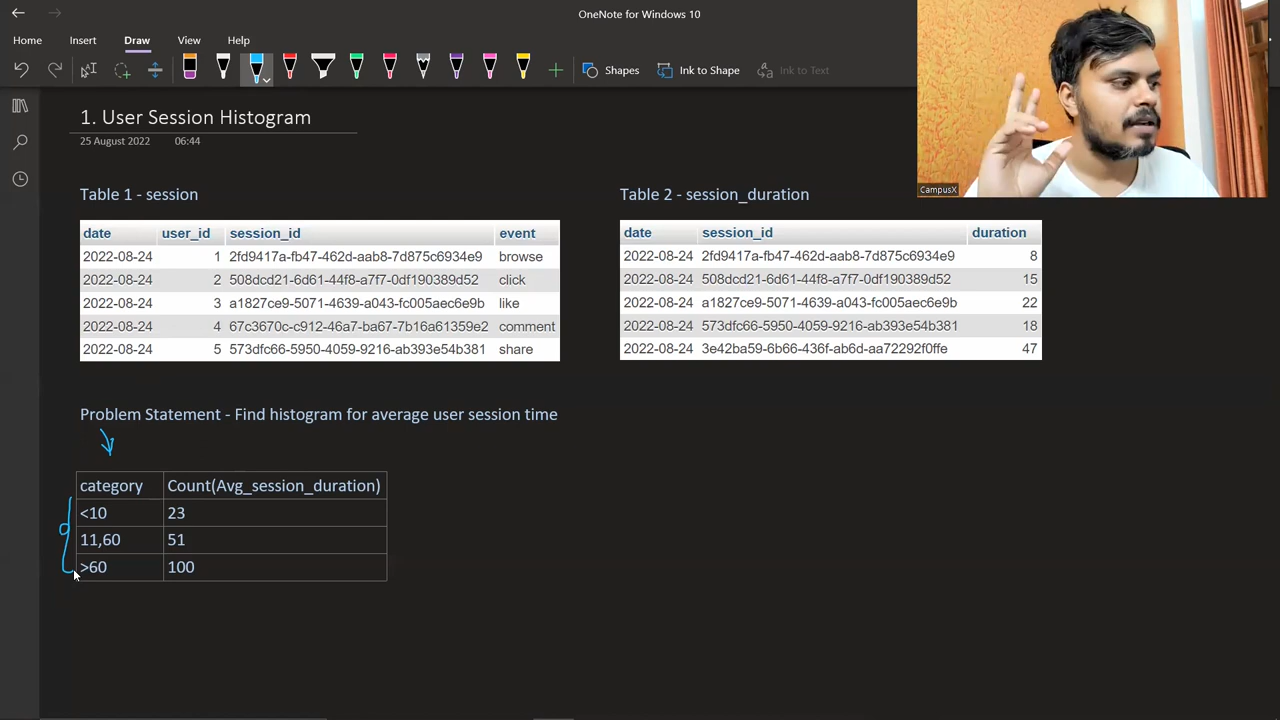 OneNote for Windows 10
Home Insert Draw View Help
Shapes Ink to Shape Ink to Text
CampusX
1. User Session Histogram
25 August 2022 06:44
Table 1 - session
date user_id session_id event
2022-08-24 1 2fd9417a-fb47-462d-aab8-7d875c6934e9 browse
2022-08-24 2 508dcd21-6d61-44f8-a7f7-0df190389d52 click
2022-08-24 3 a1827ce9-5071-4639-a043-fc005aec6e9b like
2022-08-24 4 67c3670c-c912-46a7-ba67-7b16a61359e2 comment
2022-08-24 5 573dfc66-5950-4059-9216-ab393e54b381 share
Table 2 - session_duration
date session_id duration
2022-08-24 2fd9417a-fb47-462d-aab8-7d875c6934e9 8
2022-08-24 508dcd21-6d61-44f8-a7f7-0df190389d52 15
2022-08-24 a1827ce9-5071-4639-a043-fc005aec6e9b 22
2022-08-24 573dfc66-5950-4059-9216-ab393e54b381 18
2022-08-24 3e42ba59-6b66-436f-ab6d-aa72292f0ffe 47
Problem Statement - Find histogram for average user session time
category Count(Avg_session_duration)
<10 23
11,60 51
>60 100